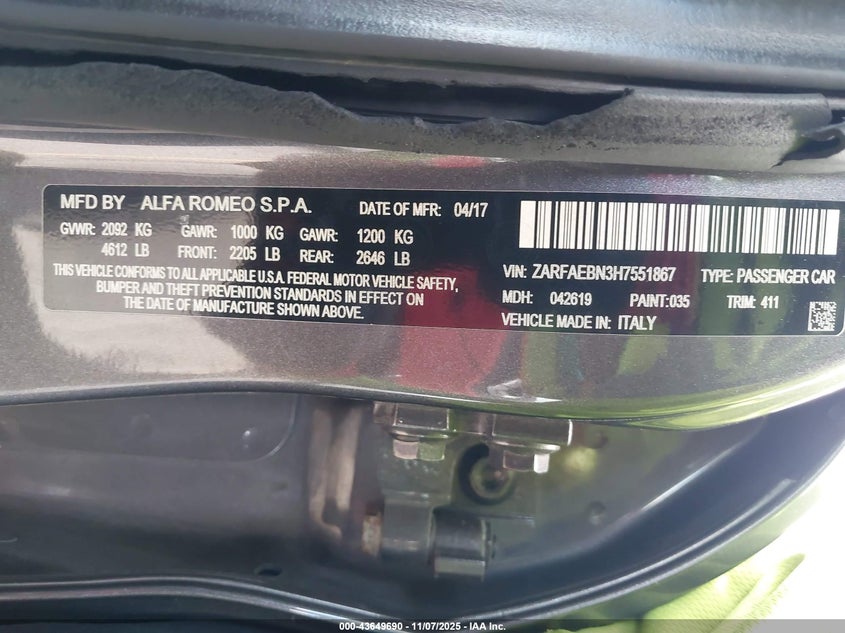 MFD BY ALFA ROMEO S.P.A. DATE OF MFR: 04/17
GVWR: 2092 KG GAWR: 1000 KG GAWR: 1200 KG
4612 LB FRONT: 2205 LB REAR: 2646 LB
THIS VEHICLE CONFORMS TO ALL APPLICABLE U.S.A. FEDERAL MOTOR VEHICLE SAFETY,
BUMPER AND THEFT PREVENTION STANDARDS IN EFFECT ON
THE DATE OF MANUFACTURE SHOWN ABOVE.
VIN: ZARFAEBN3H7551867 TYPE: PASSENGER CAR
MDH: 042619 PAINT:035 TRIM: 411
VEHICLE MADE IN: ITALY
000-43649690 - 11/07/2025 - IAA Inc.